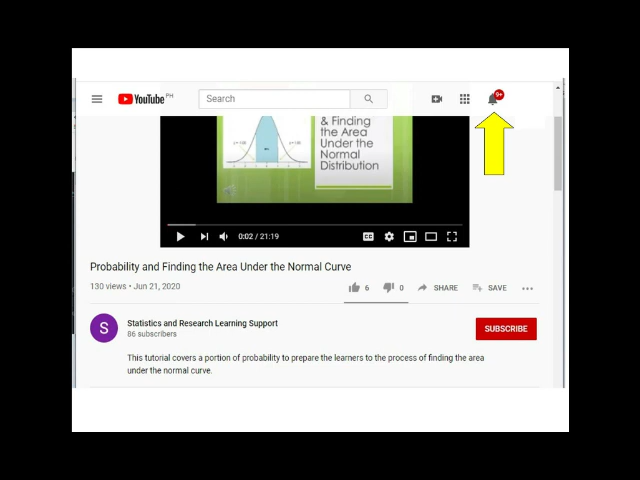 YouTube PH
Search
9+
& Finding
the Area
Under the
Normal
Distribution
0:02 / 21:19
CC
Probability and Finding the Area Under the Normal Curve
130 views • Jun 21, 2020
6
0
SHARE
SAVE
S
Statistics and Research Learning Support
86 subscribers
SUBSCRIBE
This tutorial covers a portion of probability to prepare the learners to the process of finding the area
under the normal curve.